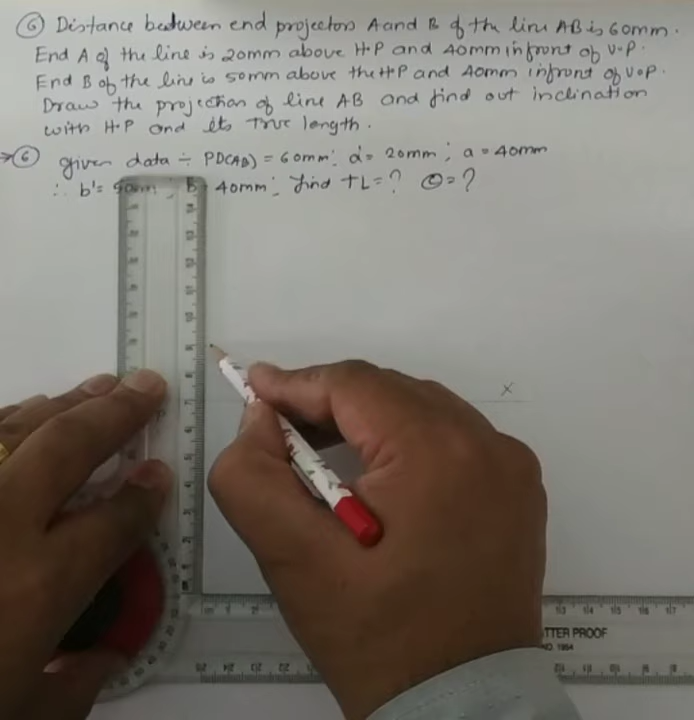 ⑥ Distance between end projectors A and B of the line AB is 60mm.
End A of the line is 20mm above H.P and 40mm infront of V.P.
End B of the line is 50mm above the H.P and 40mm infront of V.P.
Draw the projection of line AB and find out inclination
with H.P and its True length.
→⑥ given data ÷ PD(AB) = 60mm; a' = 20mm; a = 40mm
∴ b' = 50mm; 40mm; find TL = ? θ = ?
X
TTER PROOF